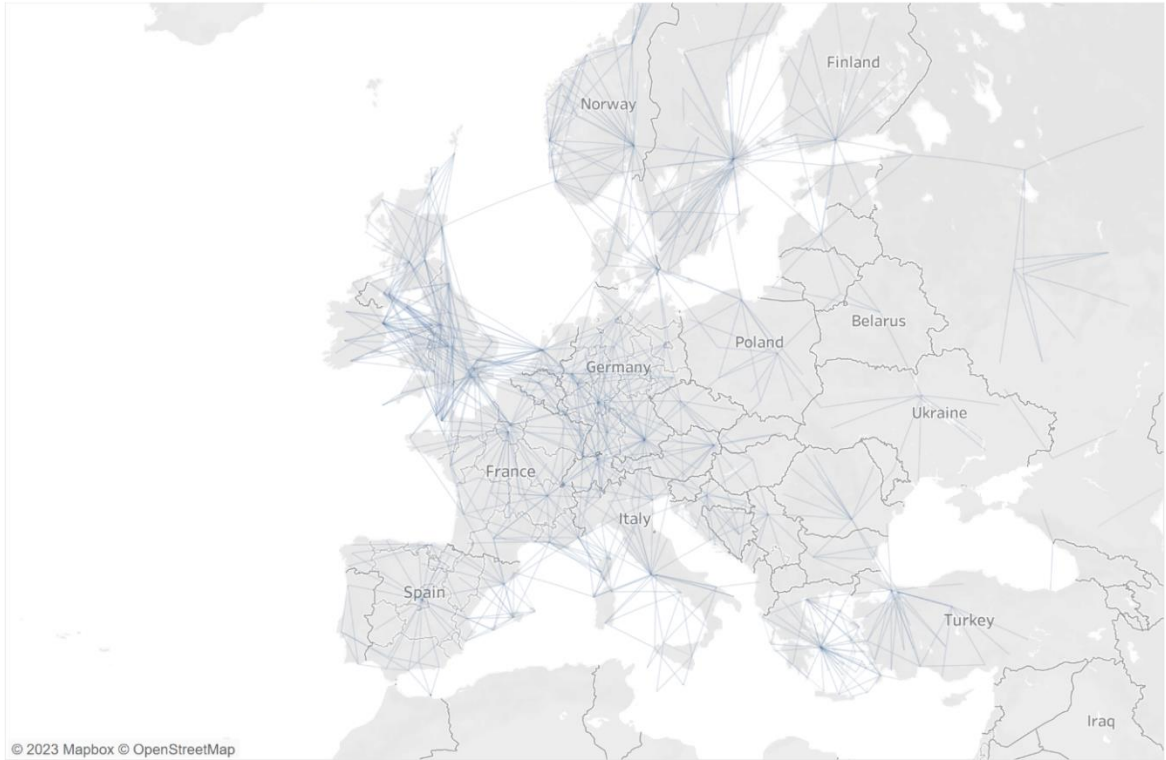 Finland
Norway
Belarus
Poland
Germany
Ukraine
France
Italy
Spain
Turkey
Iraq
© 2023 Mapbox © OpenStreetMap